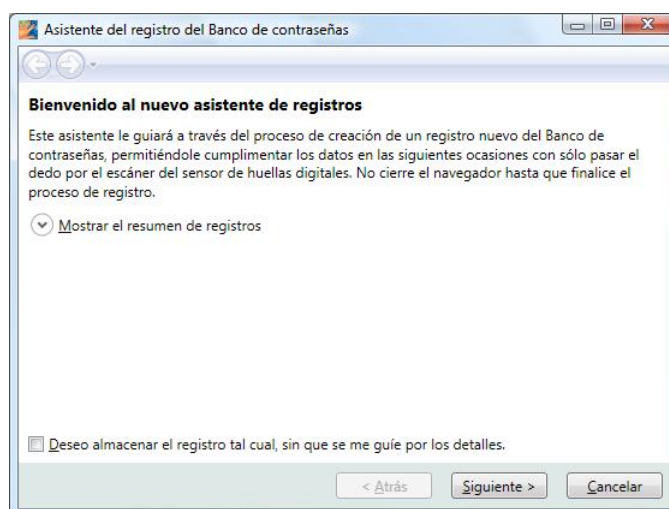 Asistente del registro del Banco de contraseñas
Bienvenido al nuevo asistente de registros
Este asistente le guiará a través del proceso de creación de un registro nuevo del Banco de
contraseñas, permitiéndole cumplimentar los datos en las siguientes ocasiones con sólo pasar el
dedo por el escáner del sensor de huellas digitales. No cierre el navegador hasta que finalice el
proceso de registro.
Mostrar el resumen de registros
Deseo almacenar el registro tal cual, sin que se me guíe por los detalles.
< Atrás Siguiente > Cancelar